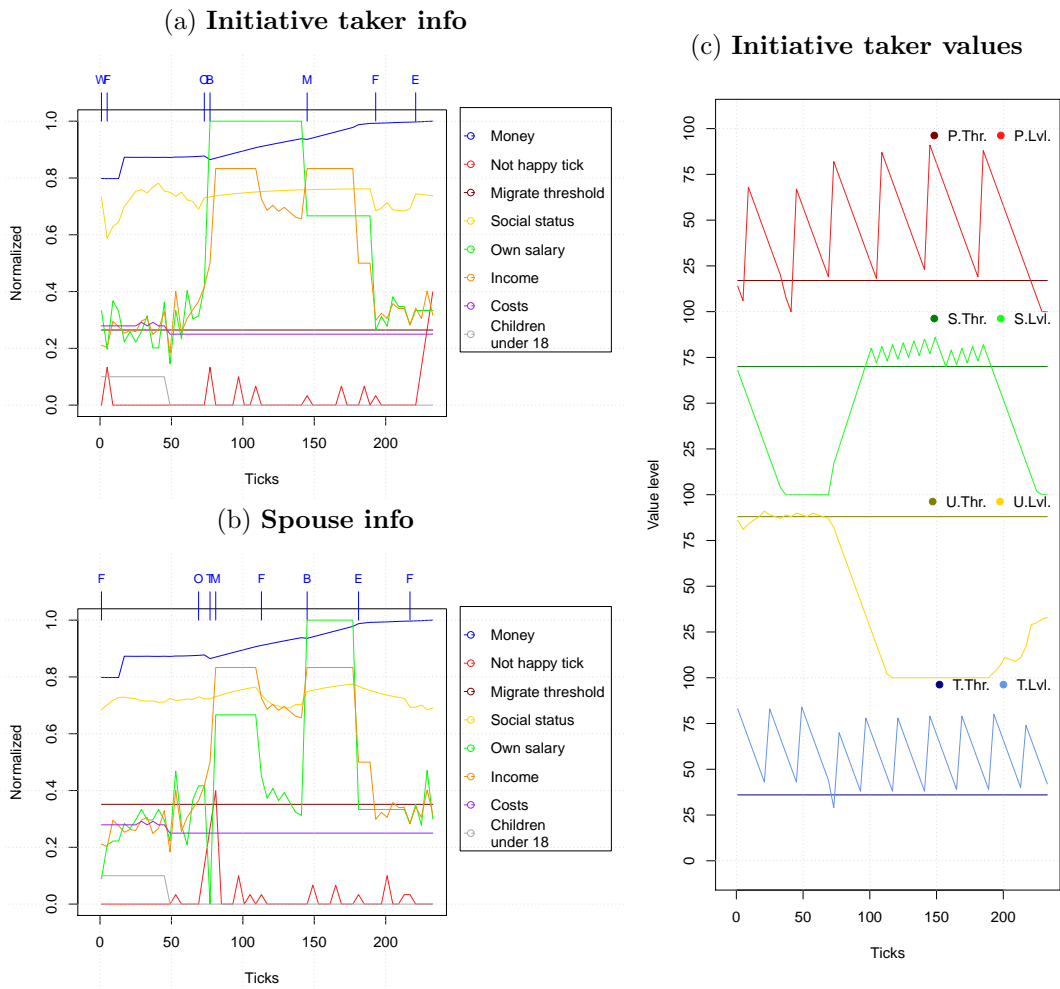 (a) Initiative taker info
W F O B M F E
1.0
0.8
0.6
0.4
0.2
0.0
Normalized
0 50 100 150 200
Ticks
Money
Not happy tick
Migrate threshold
Social status
Own salary
Income
Costs
Children
under 18
(b) Spouse info
F O T M F B E F
1.0
0.8
0.6
0.4
0.2
0.0
Normalized
0 50 100 150 200
Ticks
Money
Not happy tick
Migrate threshold
Social status
Own salary
Income
Costs
Children
under 18
(c) Initiative taker values
P.Thr. P.Lvl.
100
75
50
25
S.Thr. S.Lvl.
100
75
50
25
U.Thr. U.Lvl.
100
75
50
25
T.Thr. T.Lvl.
100
75
50
25
0
Value level
0 50 100 150 200
Ticks